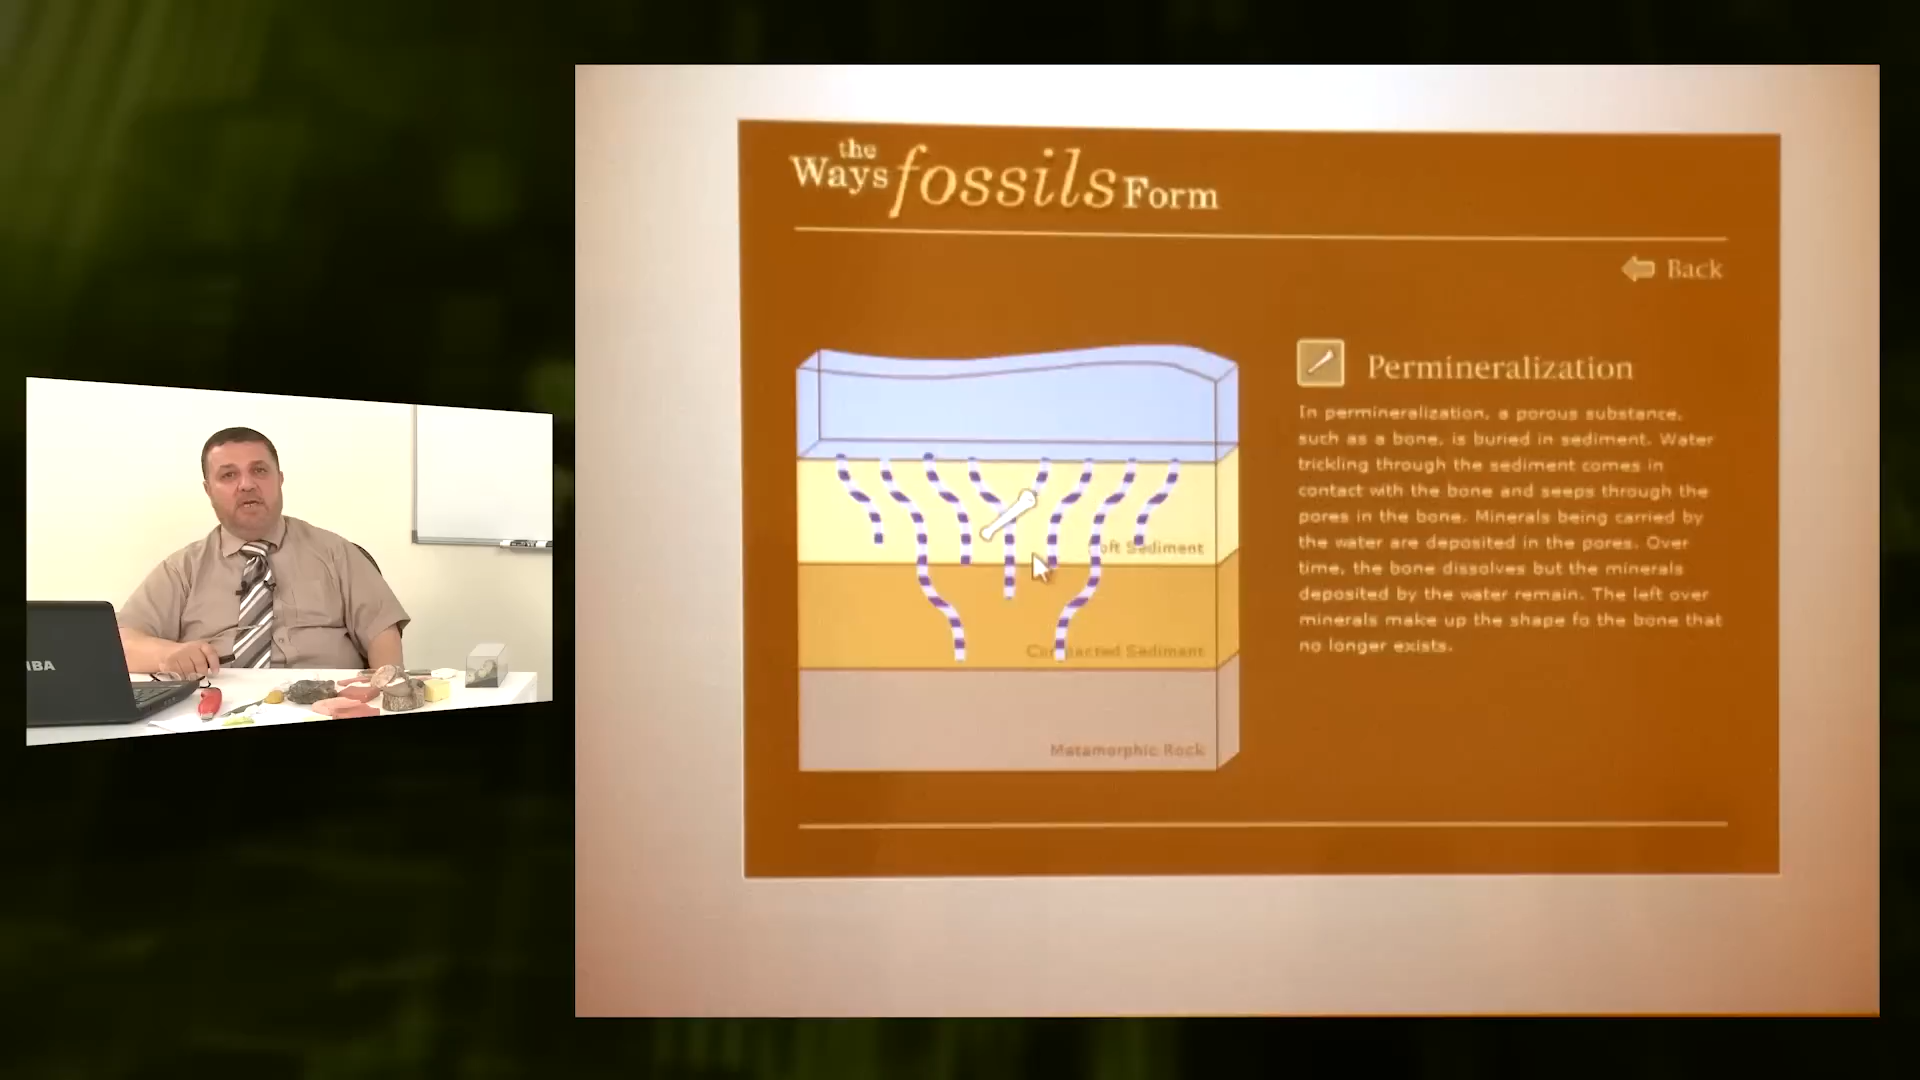 the
Ways fossils Form
Back
Permineralization
In permineralization, a porous substance,
such as a bone, is buried in sediment. Water
trickling through the sediment comes in
contact with the bone and seeps through the
pores in the bone. Minerals being carried by
the water are deposited in the pores. Over
time, the bone dissolves but the minerals
deposited by the water remain. The left over
minerals make up the shape fo the bone that
no longer exists.
oft Sediment
Compacted Sediment
Metamorphic Rock
IBA